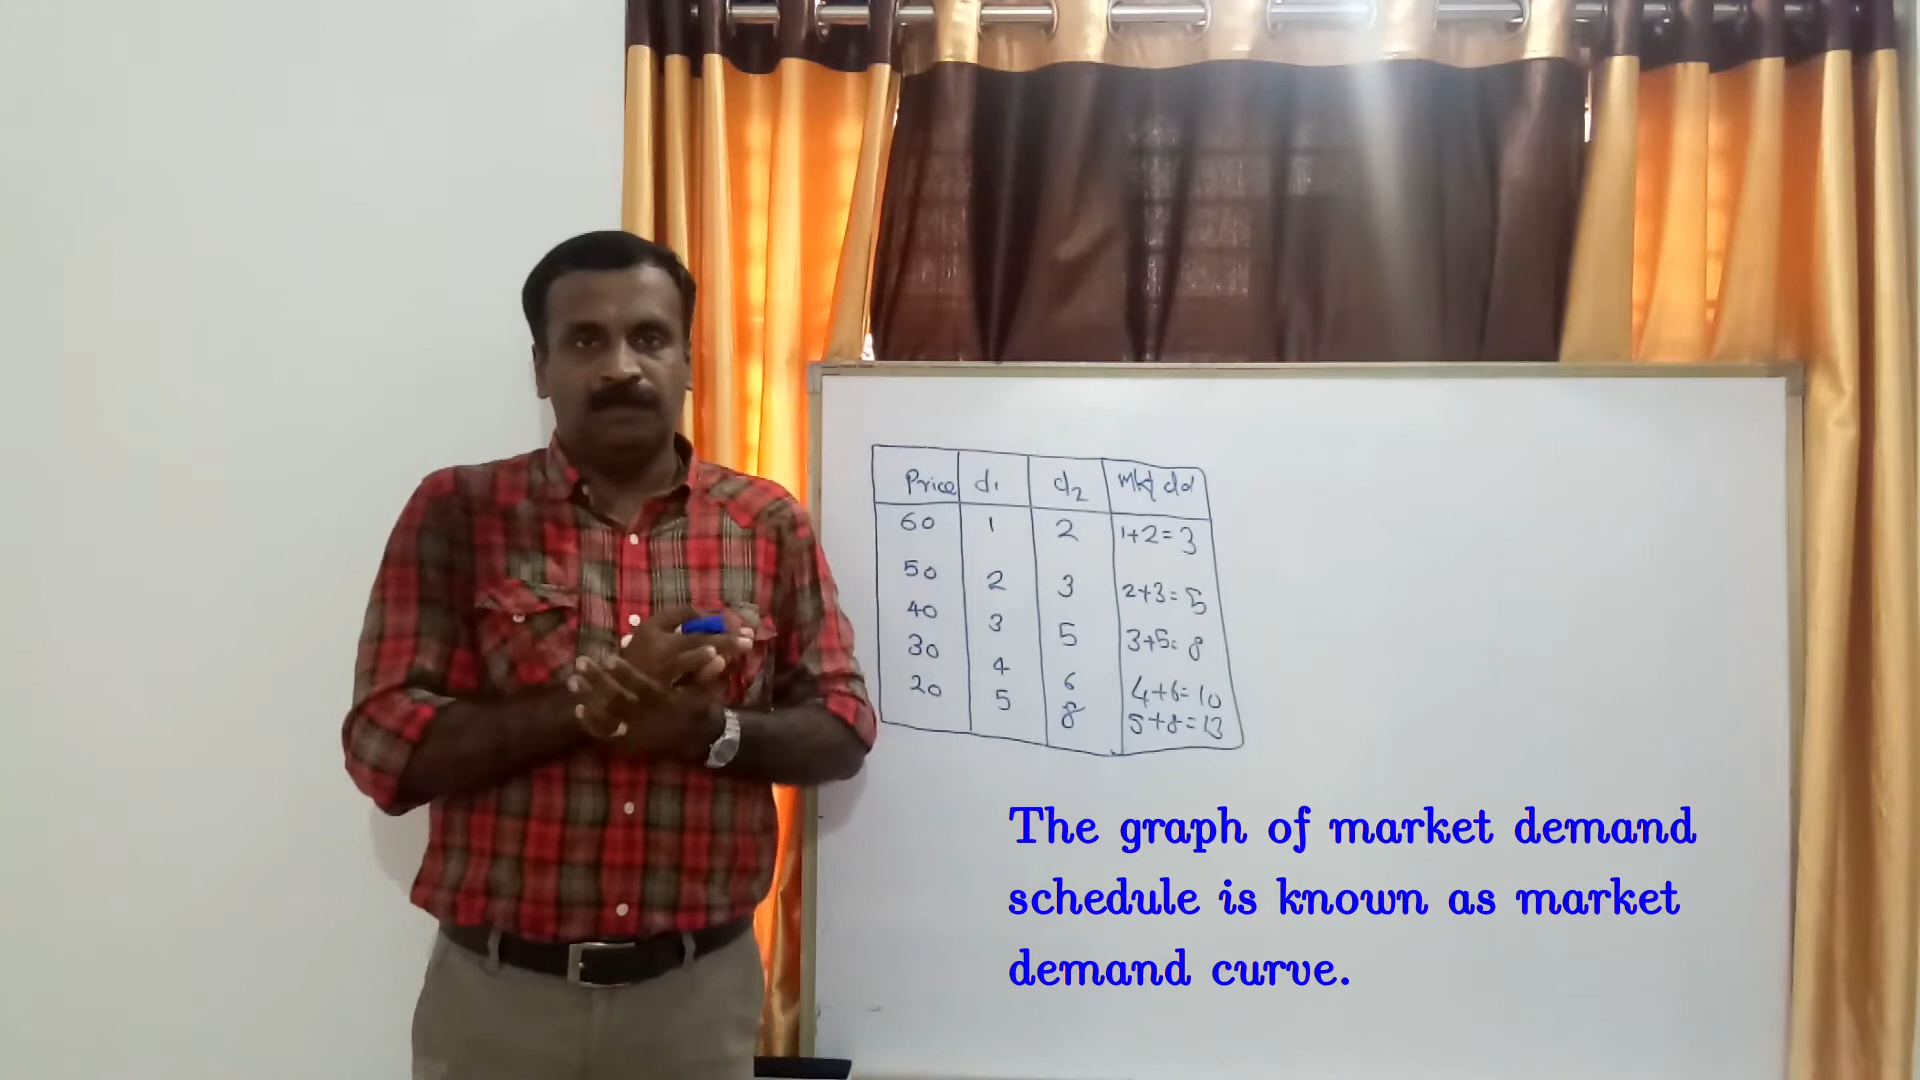 Price d1 d2 Mkt dd
60 1 2 1+2=3
50 2 3 2+3=5
40 3 5 3+5=8
30 4 6 4+6=10
20 5 8 5+8=13
The graph of market demand
schedule is known as market
demand curve.